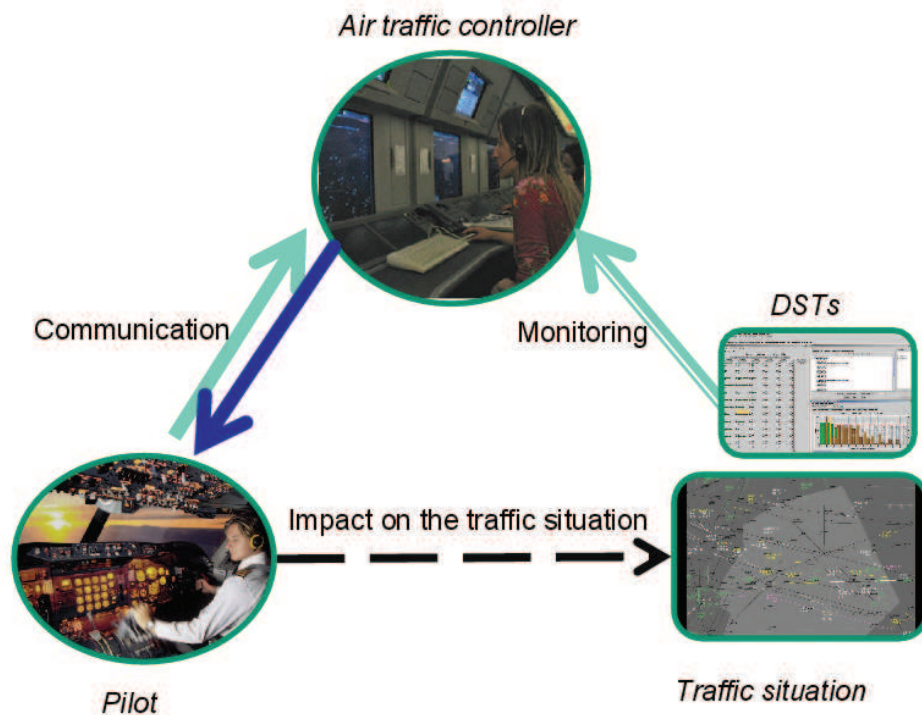 Air traffic controller
Communication
Monitoring
DSTs
Impact on the traffic situation
Pilot
Traffic situation